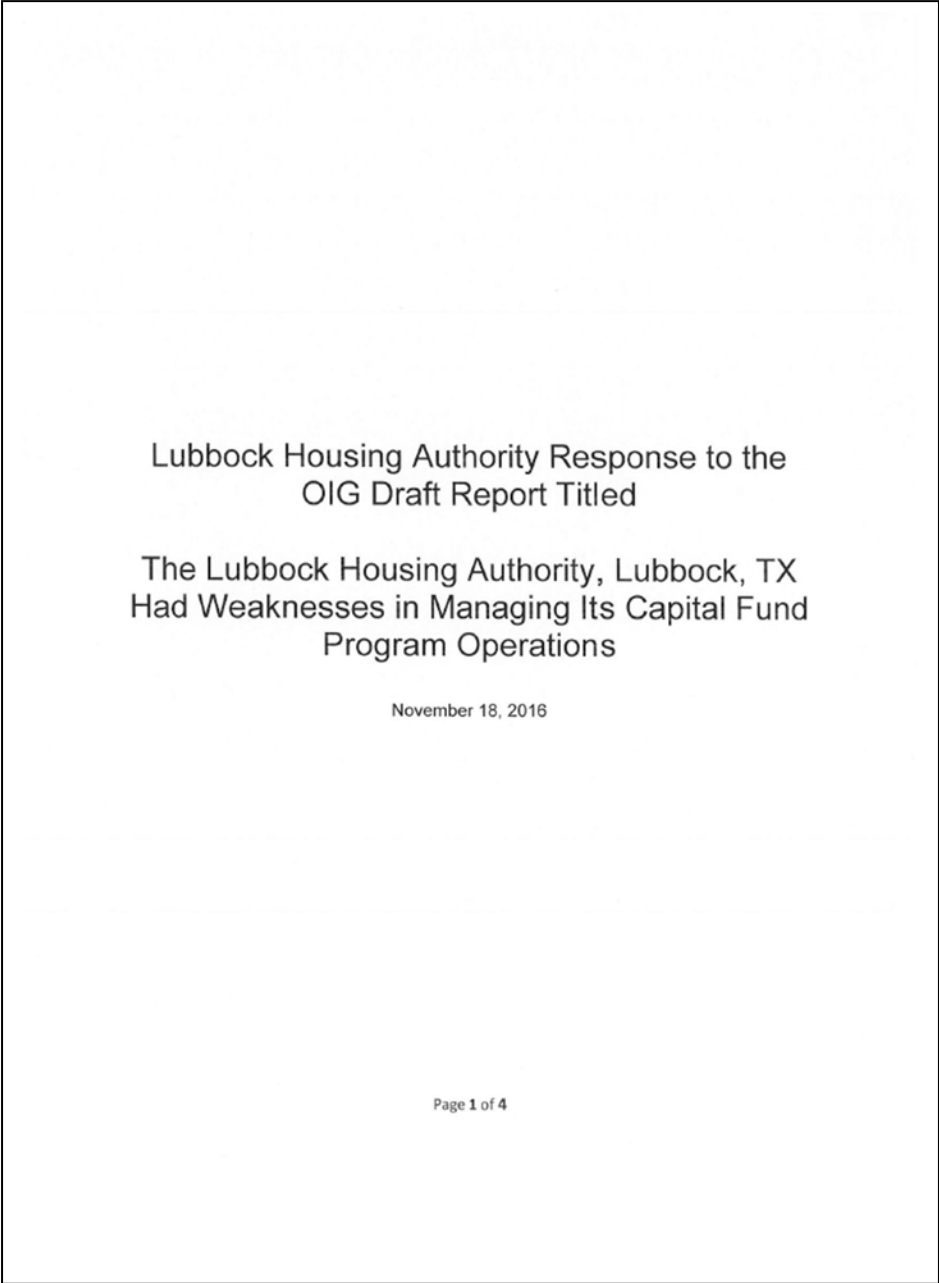 Lubbock Housing Authority Response to the
OIG Draft Report Titled
The Lubbock Housing Authority, Lubbock, TX
Had Weaknesses in Managing Its Capital Fund
Program Operations
November 18, 2016
Page 1 of 4